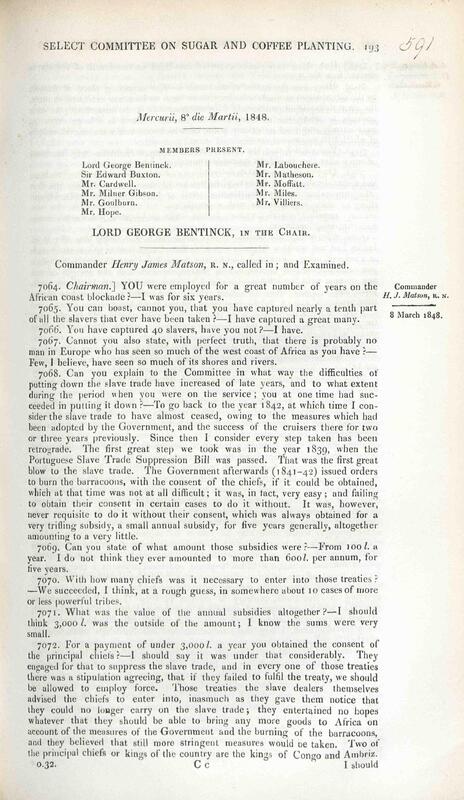 SELECT COMMITTEE ON SUGAR AND COFFEE PLANTING. 193
591
Mercurii, 8° die Martii, 1848.
MEMBERS PRESENT.
Lord George Bentinck.
Sir Edward Buxton.
Mr. Cardwell.
Mr. Milner Gibson.
Mr. Goulburn.
Mr. Hope.
Mr. Labouchere.
Mr. Matheson.
Mr. Moffatt.
Mr. Miles.
Mr. Villiers.
LORD GEORGE BENTINCK, IN THE CHAIR.
Commander Henry James Matson, R. N., called in; and Examined.
Commander
H. J. Matson, R. N.
8 March 1848.
7064. Chairman.] YOU were employed for a great number of years on the
African coast blockade?—I was for six years.
7065. You can boast, cannot you, that you have captured nearly a tenth part
of all the slavers that ever have been taken?—I have captured a great many.
7066. You have captured 40 slavers, have you not?—I have.
7067. Cannot you also state, with perfect truth, that there is probably no
man in Europe who has seen so much of the west coast of Africa as you have?—
Few, I believe, have seen so much of its shores and rivers.
7068. Can you explain to the Committee in what way the difficulties of
putting down the slave trade have increased of late years, and to what extent
during the period when you were on the service; you at one time had suc-
ceeded in putting it down?—To go back to the year 1842, at which time I con-
sider the slave trade to have almost ceased, owing to the measures which had
been adopted by the Government, and the success of the cruisers there for two
or three years previously. Since then I consider every step taken has been
retrograde. The first great step we took was in the year 1839, when the
Portuguese Slave Trade Suppression Bill was passed. That was the first great
blow to the slave trade. The Government afterwards (1841-42) issued orders
to burn the barracoons, with the consent of the chiefs, if it could be obtained,
which at that time was not at all difficult; it was, in fact, very easy; and failing
to obtain their consent in certain cases to do it without. It was, however,
never requisite to do it without their consent, which was always obtained for a
very trifling subsidy, a small annual subsidy, for five years generally, altogether
amounting to a very little.
7069. Can you state of what amount those subsidies were?—From 100 l. a
year. I do not think they ever amounted to more than 600 l. per annum, for
five years.
7070. With how many chiefs was it necessary to enter into those treaties?
—We succeeded, I think, at a rough guess, in somewhere about 10 cases of more
or less powerful tribes.
7071. What was the value of the annual subsidies altogether?—I should
think 3,000 l. was the outside of the amount; I know the sums were very
small.
7072. For a payment of under 3,000 l. a year you obtained the consent of
the principal chiefs?—I should say it was under that considerably. They
engaged for that to suppress the slave trade, and in every one of those treaties
there was a stipulation agreeing, that if they failed to fulfil the treaty, we should
be allowed to employ force. Those treaties the slave dealers themselves
advised the chiefs to enter into, inasmuch as they gave them notice that
they could no longer carry on the slave trade; they entertained no hopes
whatever that they should be able to bring any more goods to Africa on
account of the measures of the Government and the burning of the barracoons,
and they believed that still more stringent measures would be taken. Two of
the principal chiefs or kings of the country are the kings of Congo and Ambriz.
0.32. C c I should